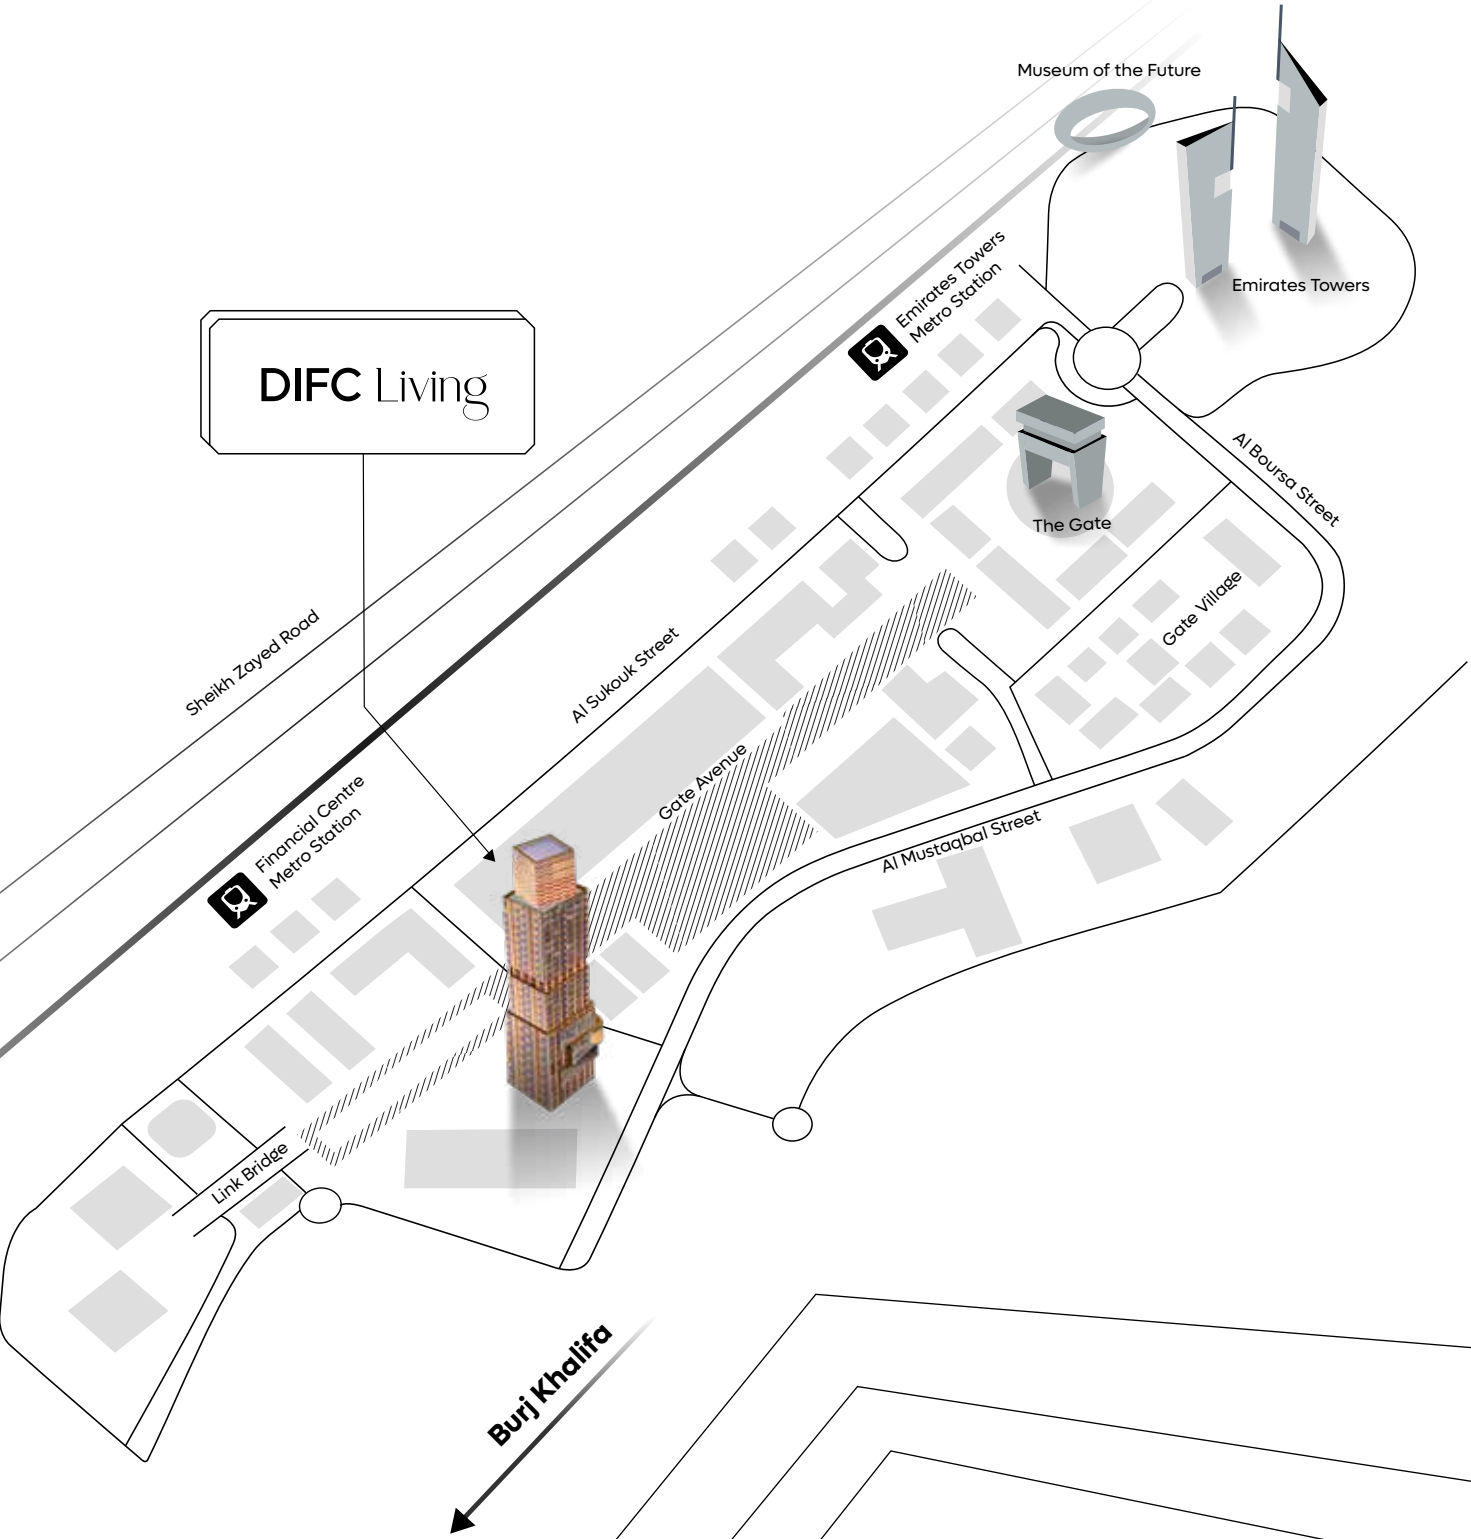 Museum of the Future
Emirates Towers
Metro Station
Emirates Towers
DIFC Living
Al Boursa Street
The Gate
Gate Village
Sheikh Zayed Road
Al Sukouk Street
Gate Avenue
Financial Centre
Metro Station
Al Mustaqbal Street
Link Bridge
Burj Khalifa